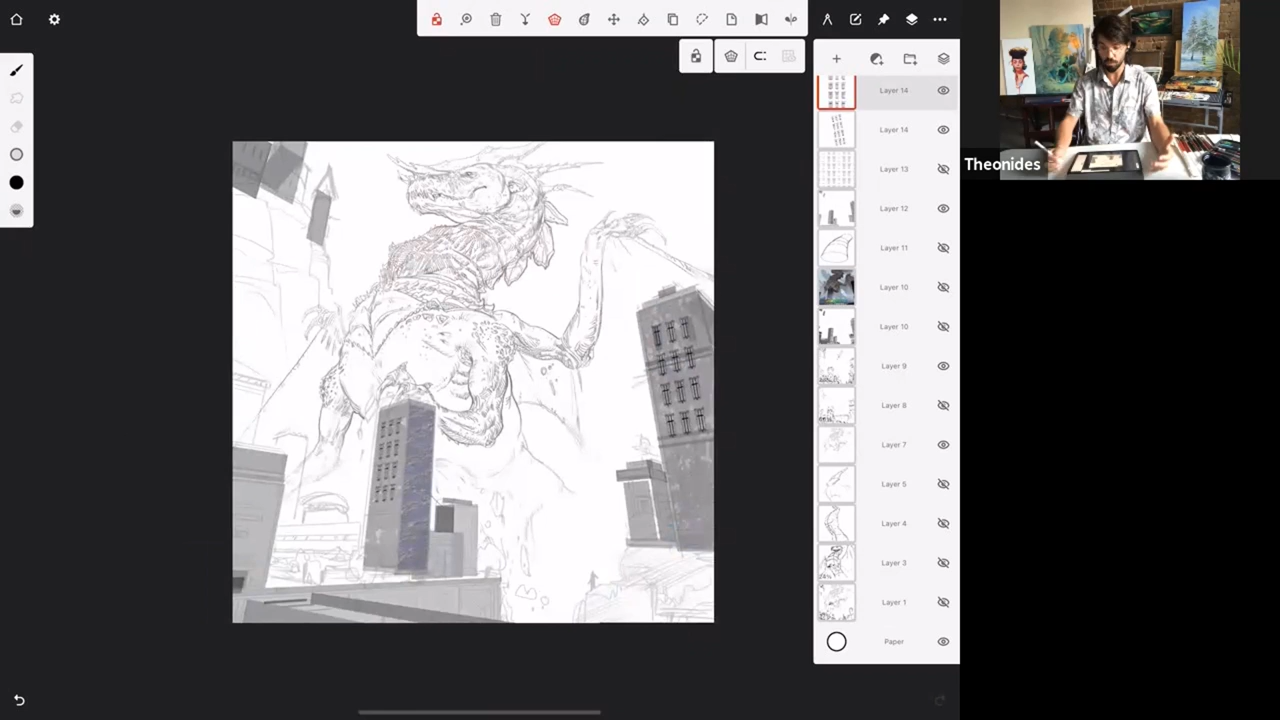 Layer 14
Layer 14
Layer 13
Layer 12
Layer 11
Layer 10
Layer 10
Layer 9
Layer 8
Layer 7
Layer 5
Layer 4
Layer 3
Layer 1
Paper
Theonides